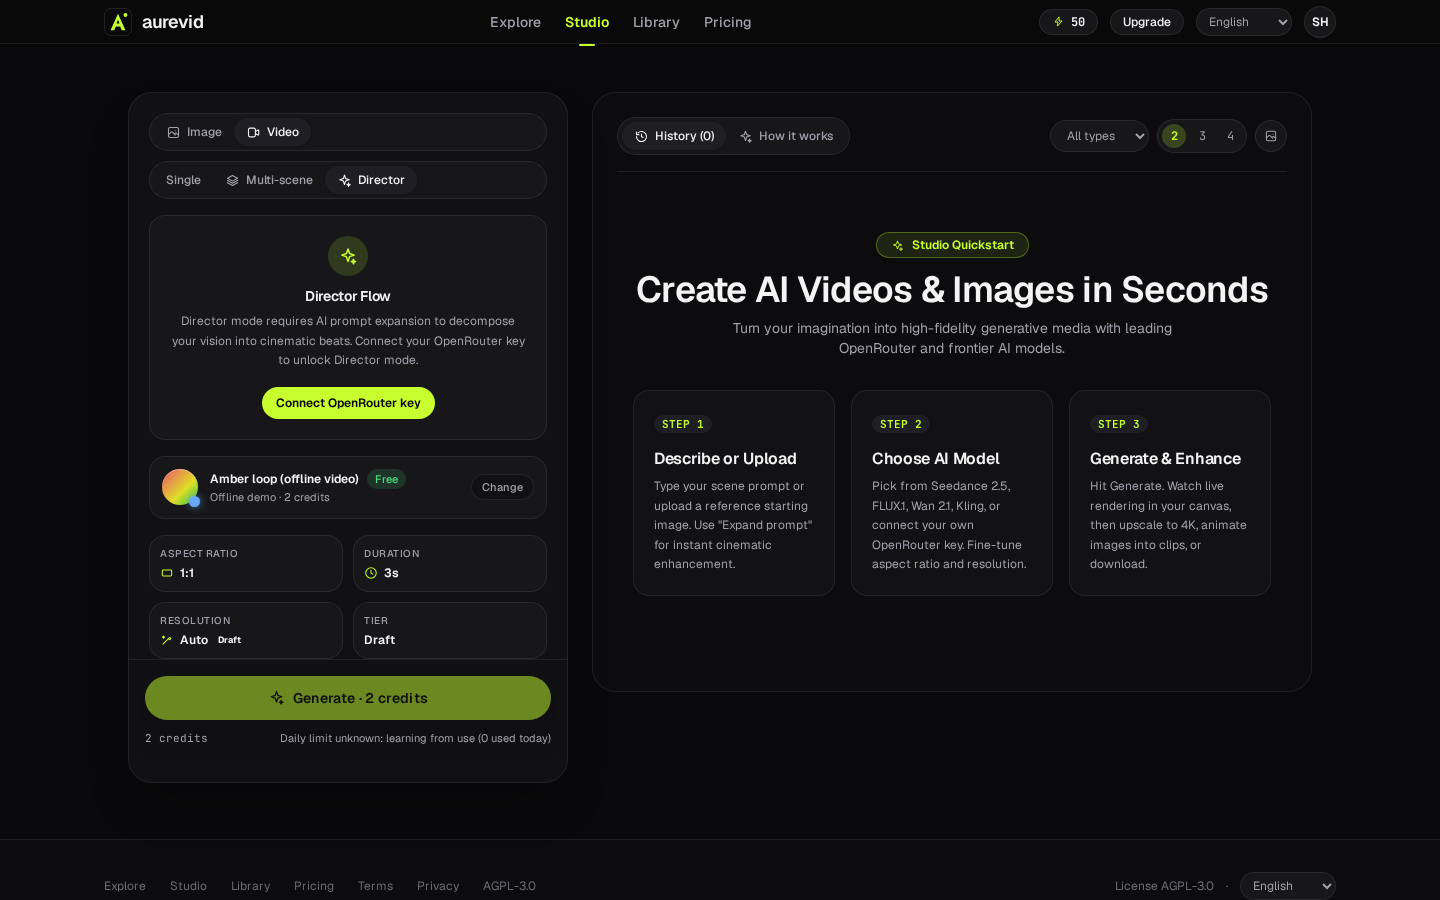 aurevid
Explore Studio Library Pricing
50 Upgrade English SH
Image Video
Single Multi-scene Director
Director Flow
Director mode requires AI prompt expansion to decompose
your vision into cinematic beats. Connect your OpenRouter key
to unlock Director mode.
Connect OpenRouter key
Amber loop (offline video) Free
Offline demo · 2 credits
Change
ASPECT RATIO
1:1
DURATION
3s
RESOLUTION
Auto Draft
TIER
Draft
Generate · 2 credits
2 credits Daily limit unknown: learning from use (0 used today)
History (0) How it works
All types 2 3 4
Studio Quickstart
Create AI Videos & Images in Seconds
Turn your imagination into high-fidelity generative media with leading
OpenRouter and frontier AI models.
STEP 1
Describe or Upload
Type your scene prompt or
upload a reference starting
image. Use "Expand prompt"
for instant cinematic
enhancement.
STEP 2
Choose AI Model
Pick from Seedance 2.5,
FLUX.1, Wan 2.1, Kling, or
connect your own
OpenRouter key. Fine-tune
aspect ratio and resolution.
STEP 3
Generate & Enhance
Hit Generate. Watch live
rendering in your canvas,
then upscale to 4K, animate
images into clips, or
download.
Explore Studio Library Pricing Terms Privacy AGPL-3.0
License AGPL-3.0 · English